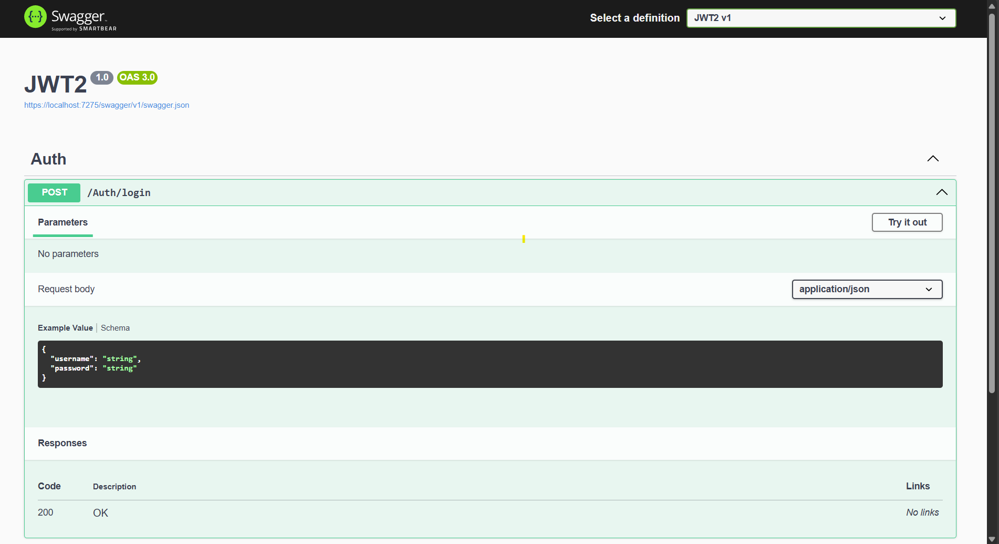 Swagger™
Supported by SMARTBEAR
Select a definition
JWT2 v1
JWT2 1.0 OAS 3.0
https://localhost:7275/swagger/v1/swagger.json
Auth
POST /Auth/login
Parameters
Try it out
No parameters
Request body
application/json
Example Value Schema
{
  "username": "string",
  "password": "string"
}
Responses
Code Description Links
200 OK No links